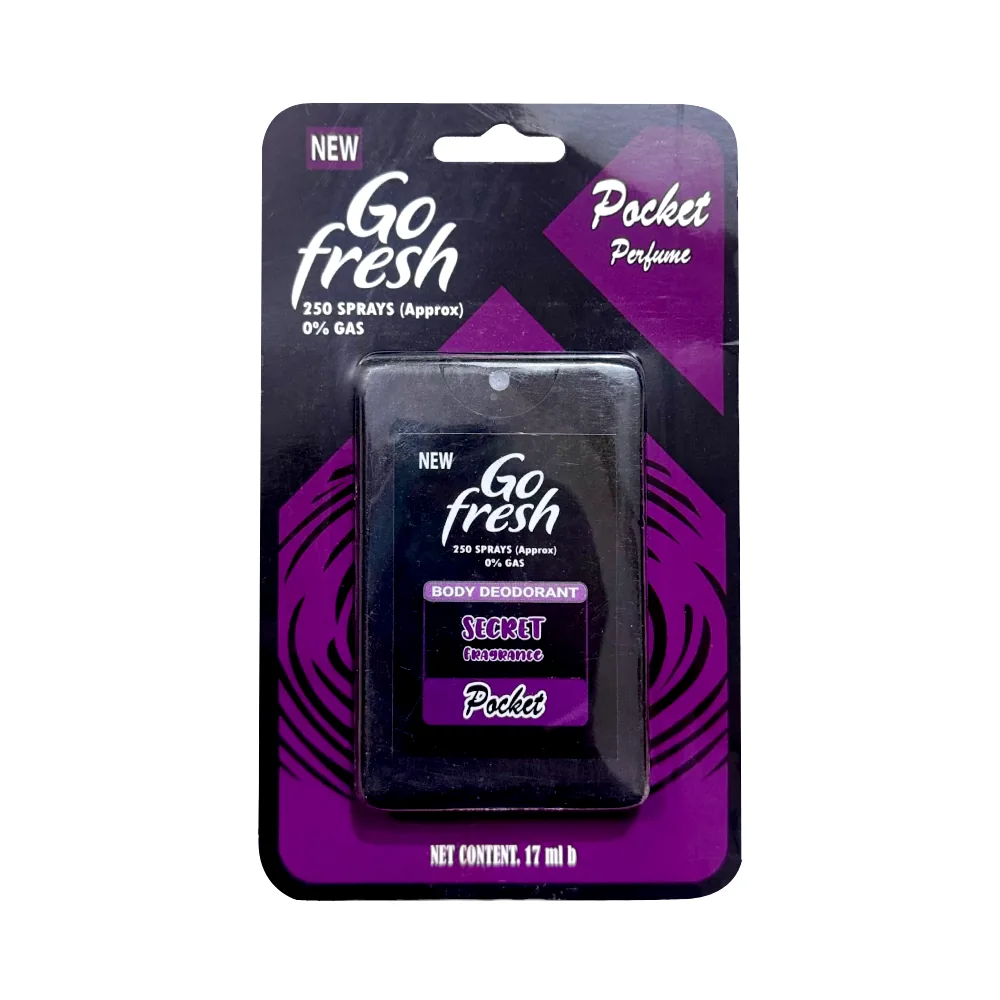 NEW
Go
fresh
250 SPRAYS (Approx)
0% GAS
Pocket
Perfume
NEW
Go
fresh
250 SPRAYS (Approx)
0% GAS
BODY DEODORANT
SECRET
FRAGRANCE
Pocket
NET CONTENT. 17 ml b